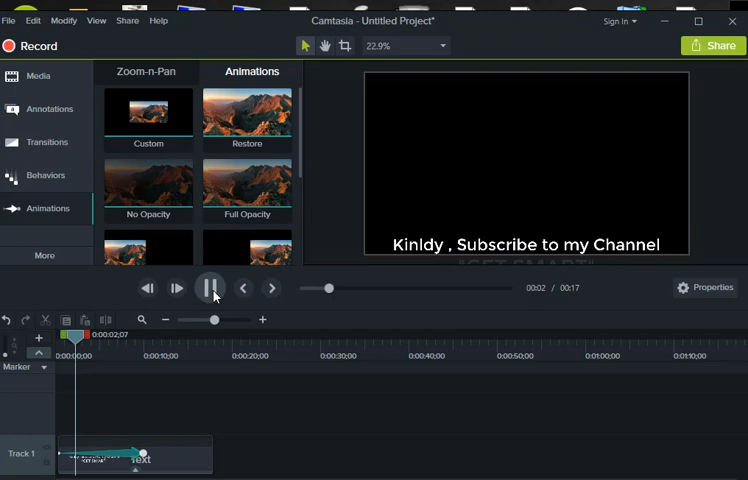 File Edit Modify View Share Help
Camtasia - Untitled Project*
Sign In
Record
22.9%
Share
Media
Annotations
Transitions
Behaviors
Animations
More
Zoom-n-Pan
Animations
Custom
Restore
No Opacity
Full Opacity
Kinldy , Subscribe to my Channel
"GET SMART"
00:02 / 00:17
Properties
0:00:02;07
0:00:00;00 0:00:10;00 0:00:20;00 0:00:30;00 0:00:40;00 0:00:50;00 0:01:00;00 0:01:10;00
Marker
Track 1
Text